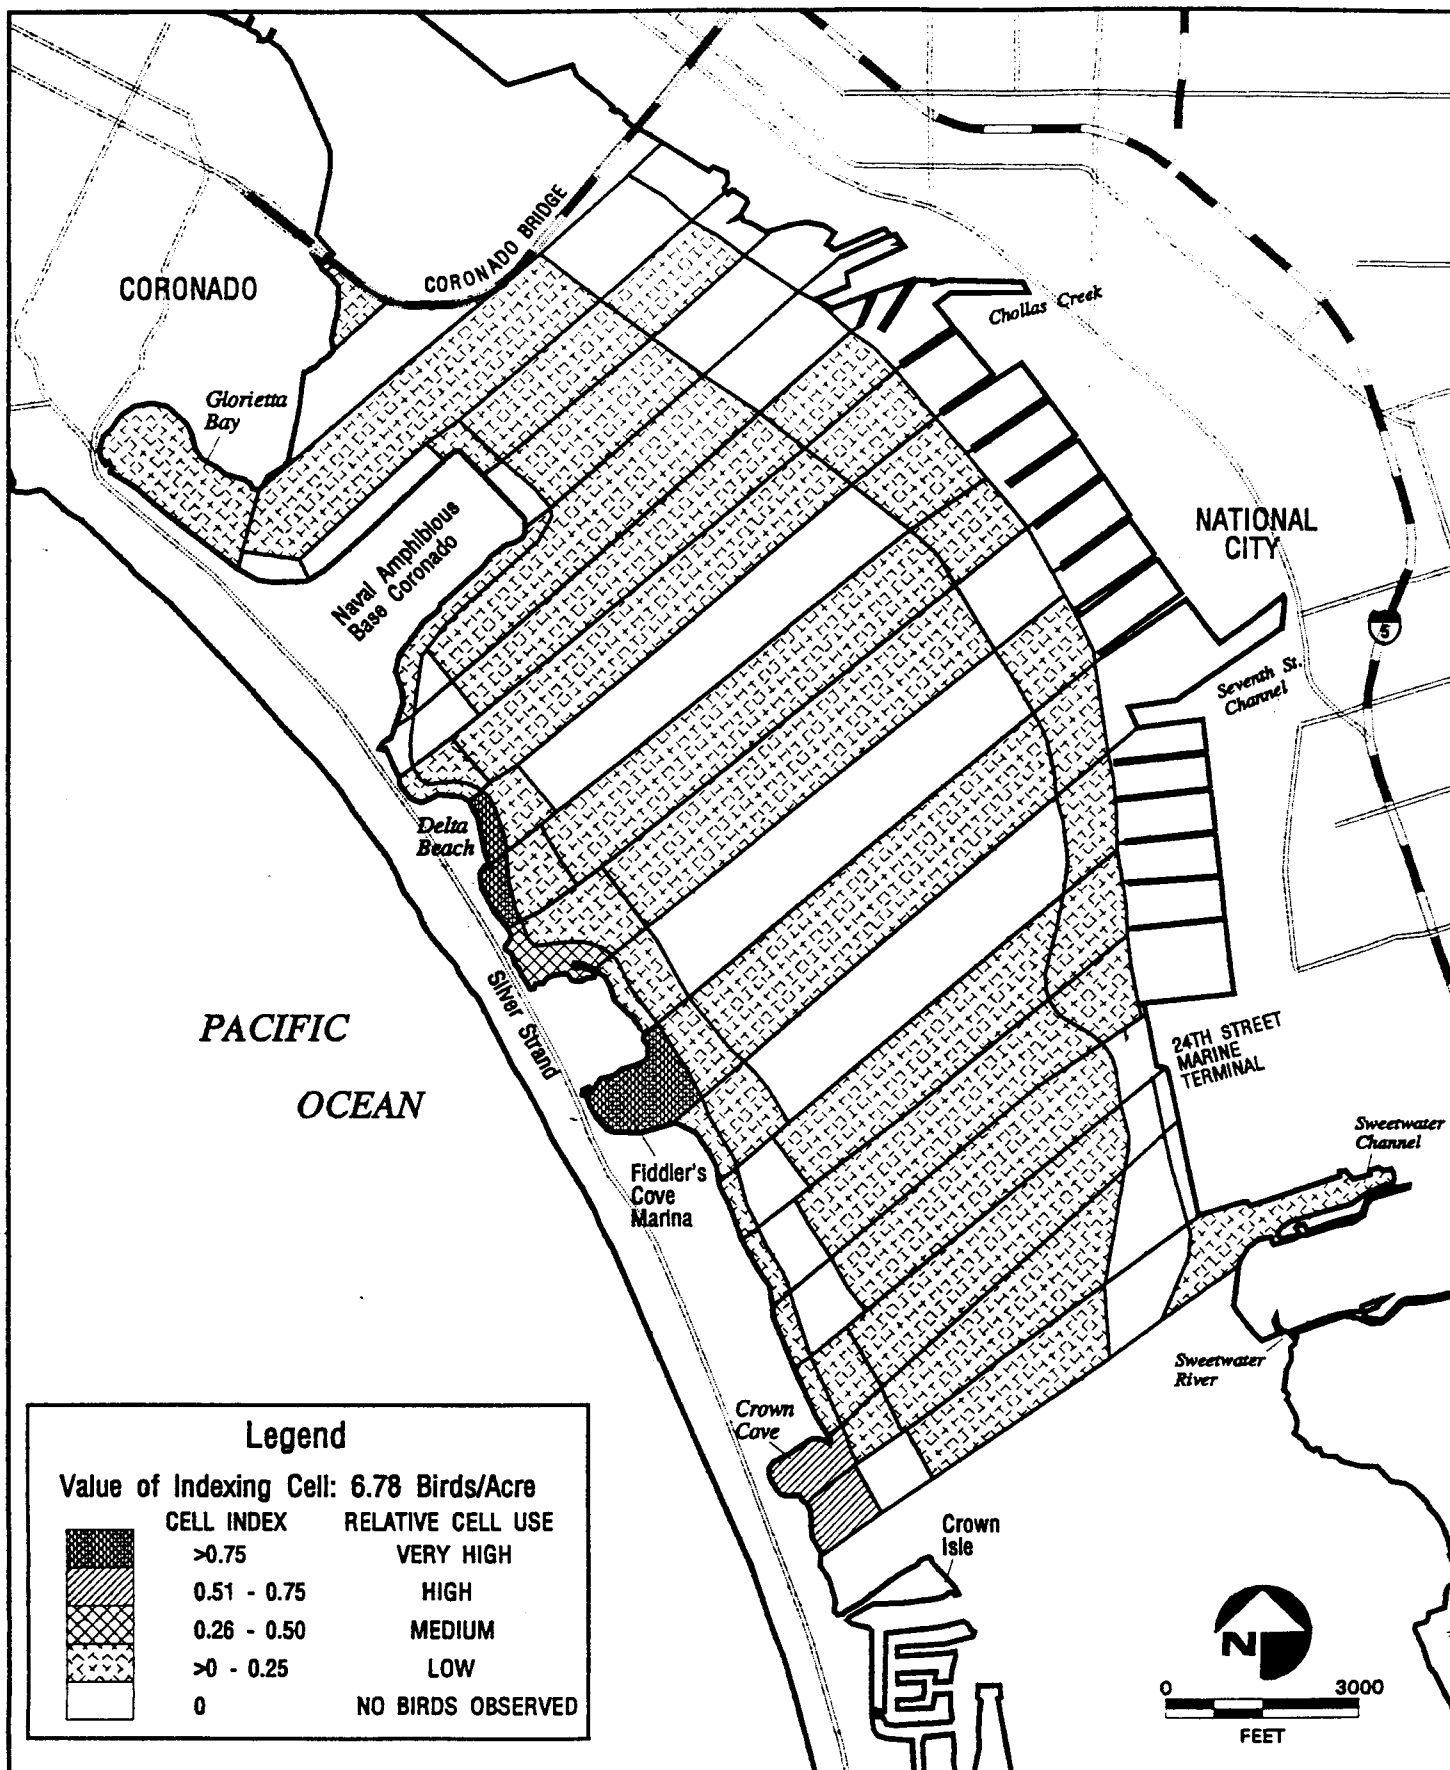 CORONADO BRIDGE
CORONADO
Chollas Creek
Glorietta
Bay
Naval Amphibious
Base Coronado
NATIONAL
CITY
5
Seventh St.
Channel
Delta
Beach
Silver Strand
PACIFIC
OCEAN
24TH STREET
MARINE
TERMINAL
Sweetwater
Channel
Fiddler's
Cove
Marina
Sweetwater
River
Crown
Cove
Crown
Isle
Legend
Value of Indexing Cell: 6.78 Birds/Acre
CELL INDEX RELATIVE CELL USE
>0.75 VERY HIGH
0.51 - 0.75 HIGH
0.26 - 0.50 MEDIUM
>0 - 0.25 LOW
0 NO BIRDS OBSERVED
N
0 3000
FEET